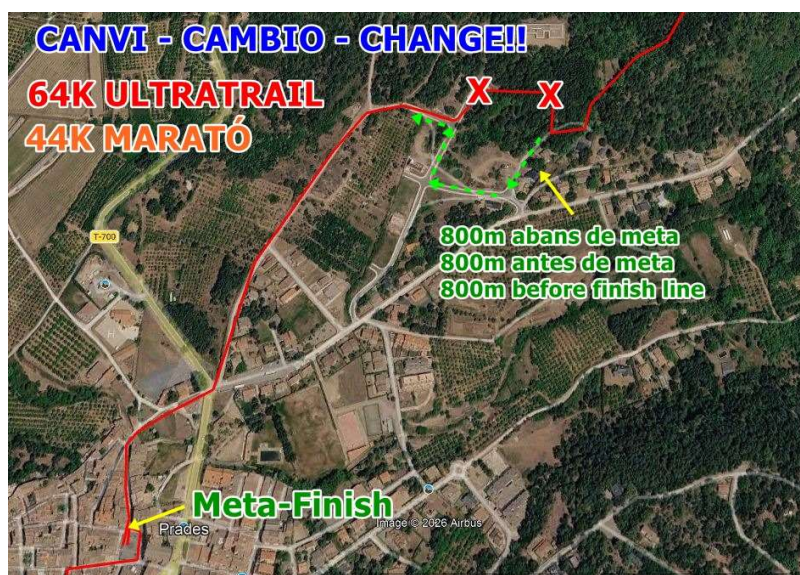 CANVI - CAMBIO - CHANGE!!
64K ULTRATRAIL
44K MARATÓ
X X
T-700
800m abans de meta
800m antes de meta
800m before finish line
Meta-Finish
Prades
Image © 2026 Airbus